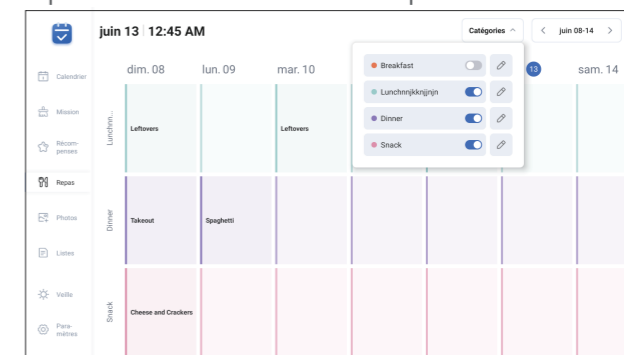 juin 13 12:45 AM
Catégories
juin 08-14
dim. 08
lun. 09
mar. 10
13
sam. 14
Breakfast
Lunchnnjkknjjnjn
Dinner
Snack
Calendrier
Mission
Récom-
penses
Repas
Photos
Listes
Veille
Para-
mètres
Lunchnn...
Leftovers
Leftovers
Dinner
Takeout
Spaghetti
Snack
Cheese and Crackers